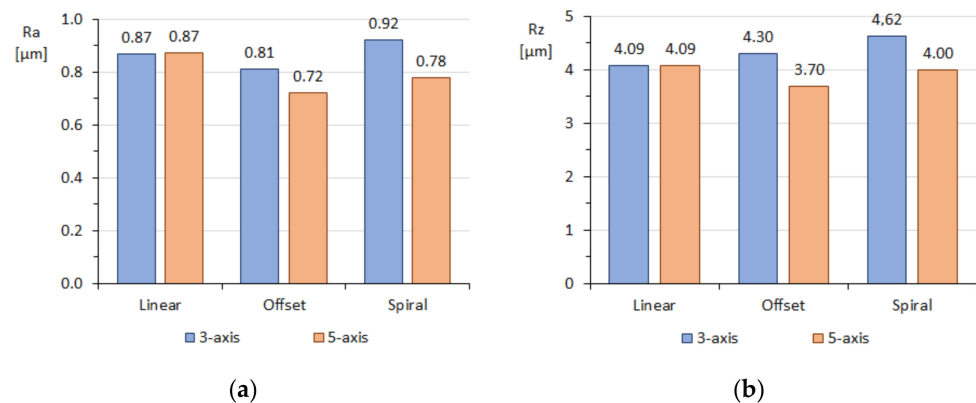 Ra
[µm]
1.0
0.8
0.6
0.4
0.2
0.0
0.87
0.87
0.81
0.72
0.92
0.78
Linear
Offset
Spiral
3-axis
5-axis
(a)
Rz
[µm]
5
4
3
2
1
0
4.09
4.09
4.30
3.70
4,62
4.00
Linear
Offset
Spiral
3-axis
5-axis
(b)